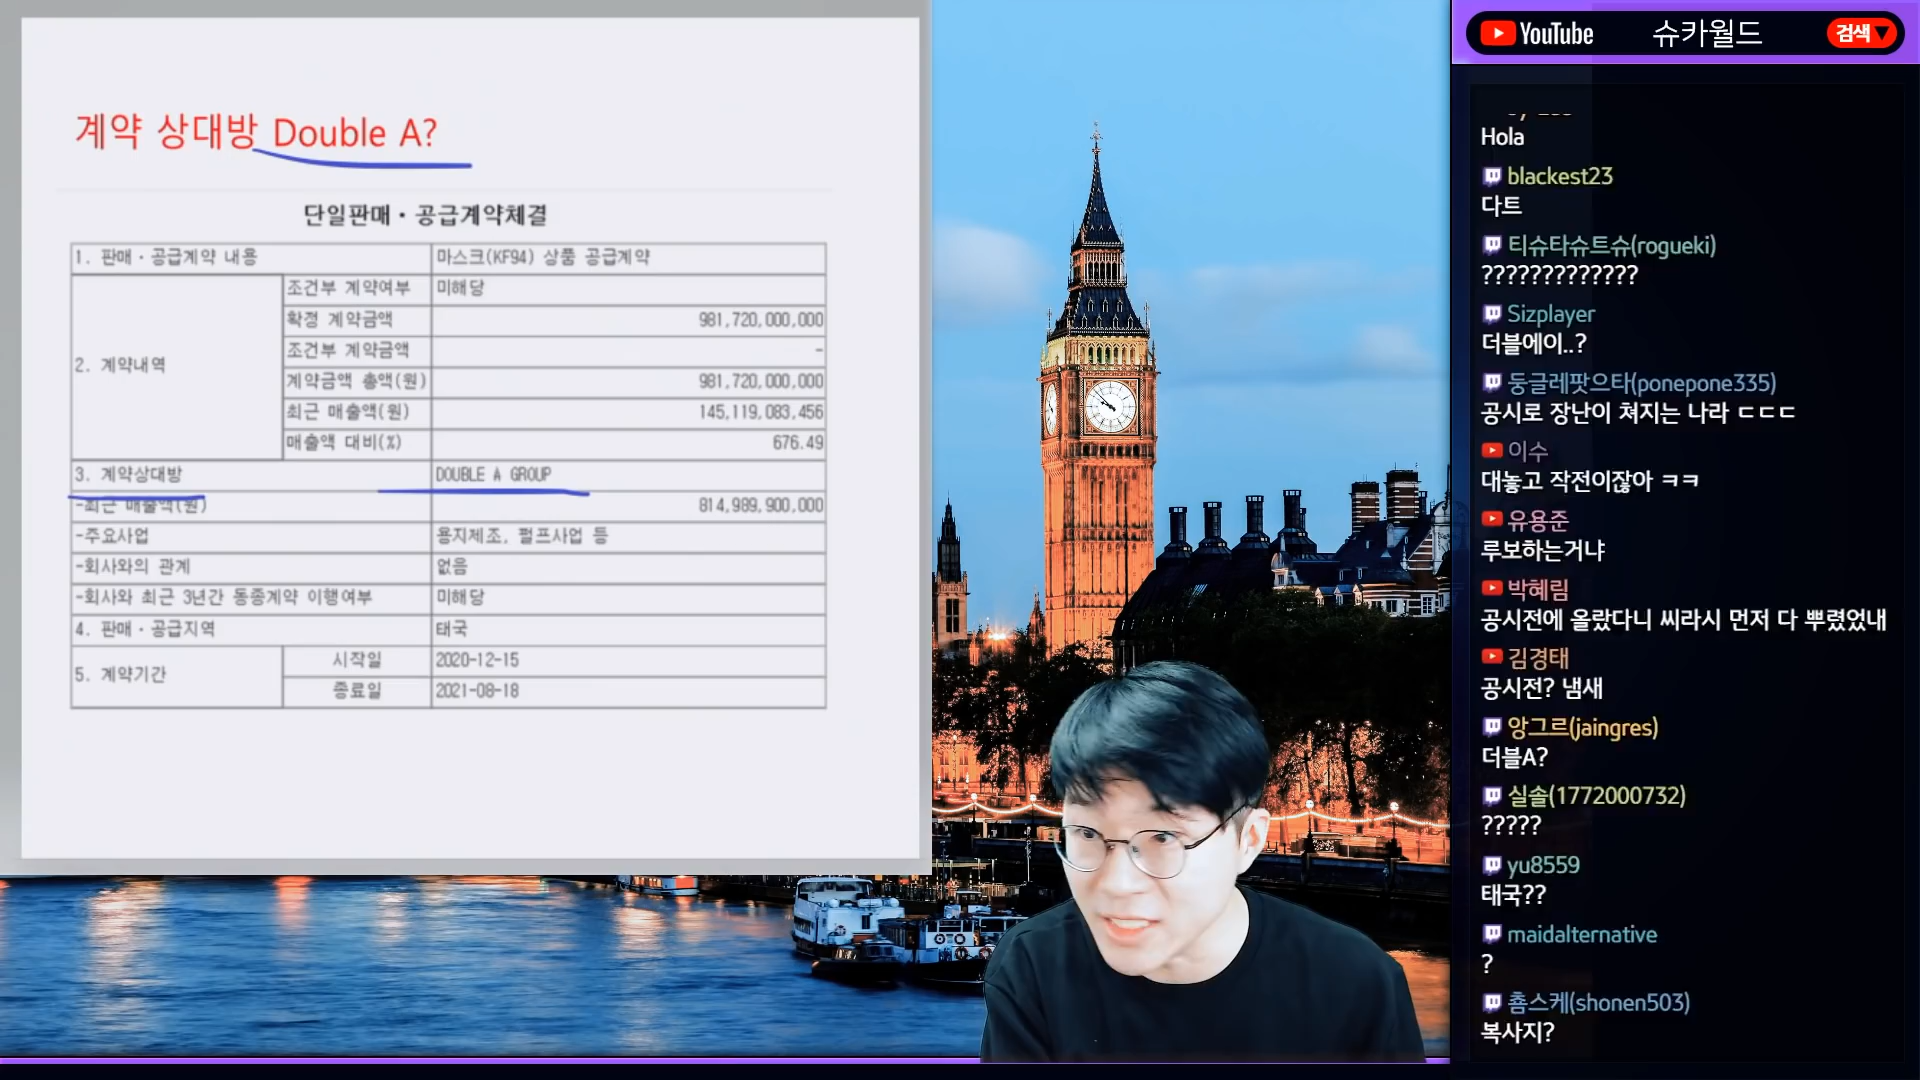 계약 상대방 Double A?
단일판매・공급계약체결
1. 판매・공급계약 내용 마스크(KF94) 상품 공급계약
2. 계약내역
조건부 계약여부 미해당
확정 계약금액 981,720,000,000
조건부 계약금액 -
계약금액 총액(원) 981,720,000,000
최근 매출액(원) 145,119,083,456
매출액 대비(%) 676.49
3. 계약상대방 DOUBLE A GROUP
-최근 매출액(원) 814,989,900,000
-주요사업 용지제조, 펄프사업 등
-회사와의 관계 없음
-회사와 최근 3년간 동종계약 이행여부 미해당
4. 판매・공급지역 태국
5. 계약기간
시작일 2020-12-15
종료일 2021-08-18
YouTube 슈카월드 검색▼
Hola
blackest23
다트
티슈타슈트슈(rogueki)
?????????????
Sizplayer
더블에이..?
둥글레팟으타(ponepone335)
공시로 장난이 쳐지는 나라 ㄷㄷㄷ
이수
대놓고 작전이잖아 ㅋㅋ
유용준
루보하는거냐
박혜림
공시전에 올랐다니 씨라시 먼저 다 뿌렸었내
김경태
공시전? 냄새
앙그르(jaingres)
더블A?
실솔(1772000732)
?????
yu8559
태국??
maidalternative
?
춈스케(shonen503)
복사지?